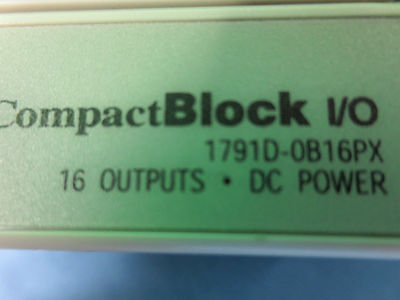 CompactBlock I/O
1791D-0B16PX
16 OUTPUTS • DC POWER